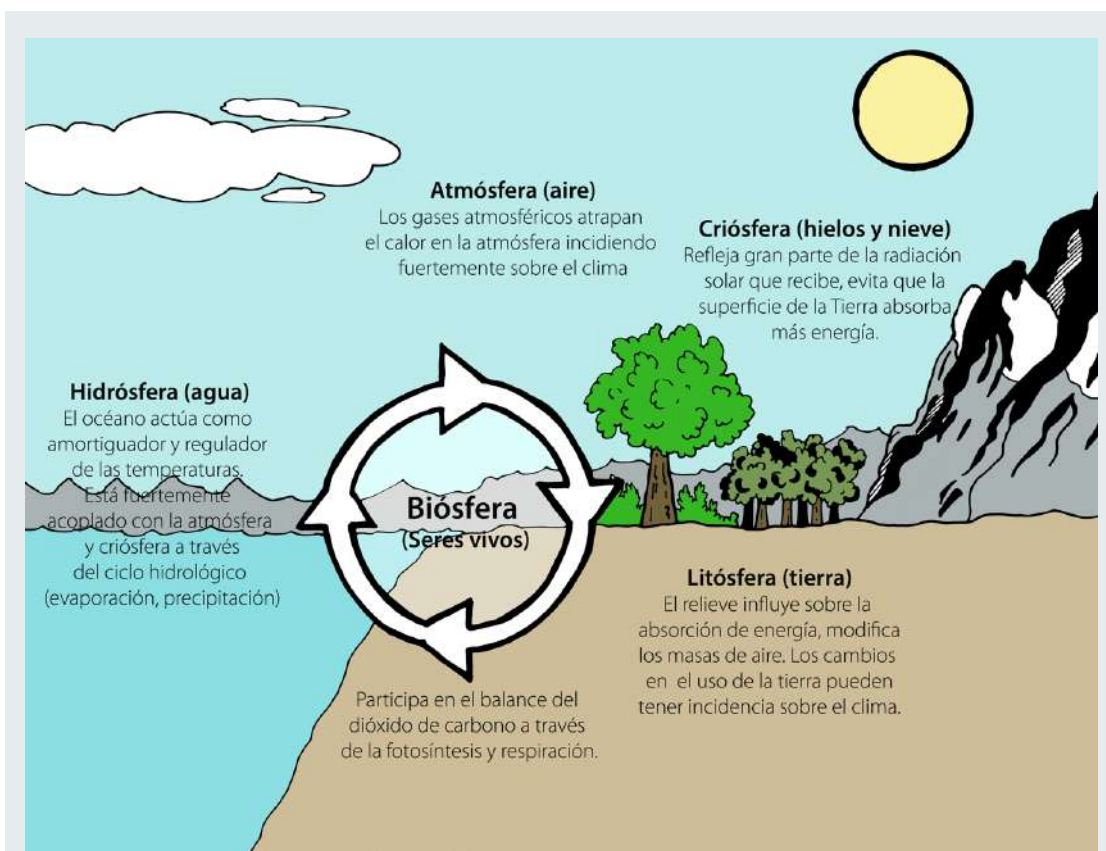 Atmósfera (aire)
Los gases atmosféricos atrapan
el calor en la atmósfera incidiendo
fuertemente sobre el clima
Criósfera (hielos y nieve)
Refleja gran parte de la radiación
solar que recibe, evita que la
superficie de la Tierra absorba
más energía.
Hidrósfera (agua)
El océano actúa como
amortiguador y regulador
de las temperaturas.
Está fuertemente
acoplado con la atmósfera
y criósfera a través
del ciclo hidrológico
(evaporación, precipitación)
Biósfera
(Seres vivos)
Participa en el balance del
dióxido de carbono a través
de la fotosíntesis y respiración.
Litósfera (tierra)
El relieve influye sobre la
absorción de energía, modifica
los masas de aire. Los cambios
en el uso de la tierra pueden
tener incidencia sobre el clima.